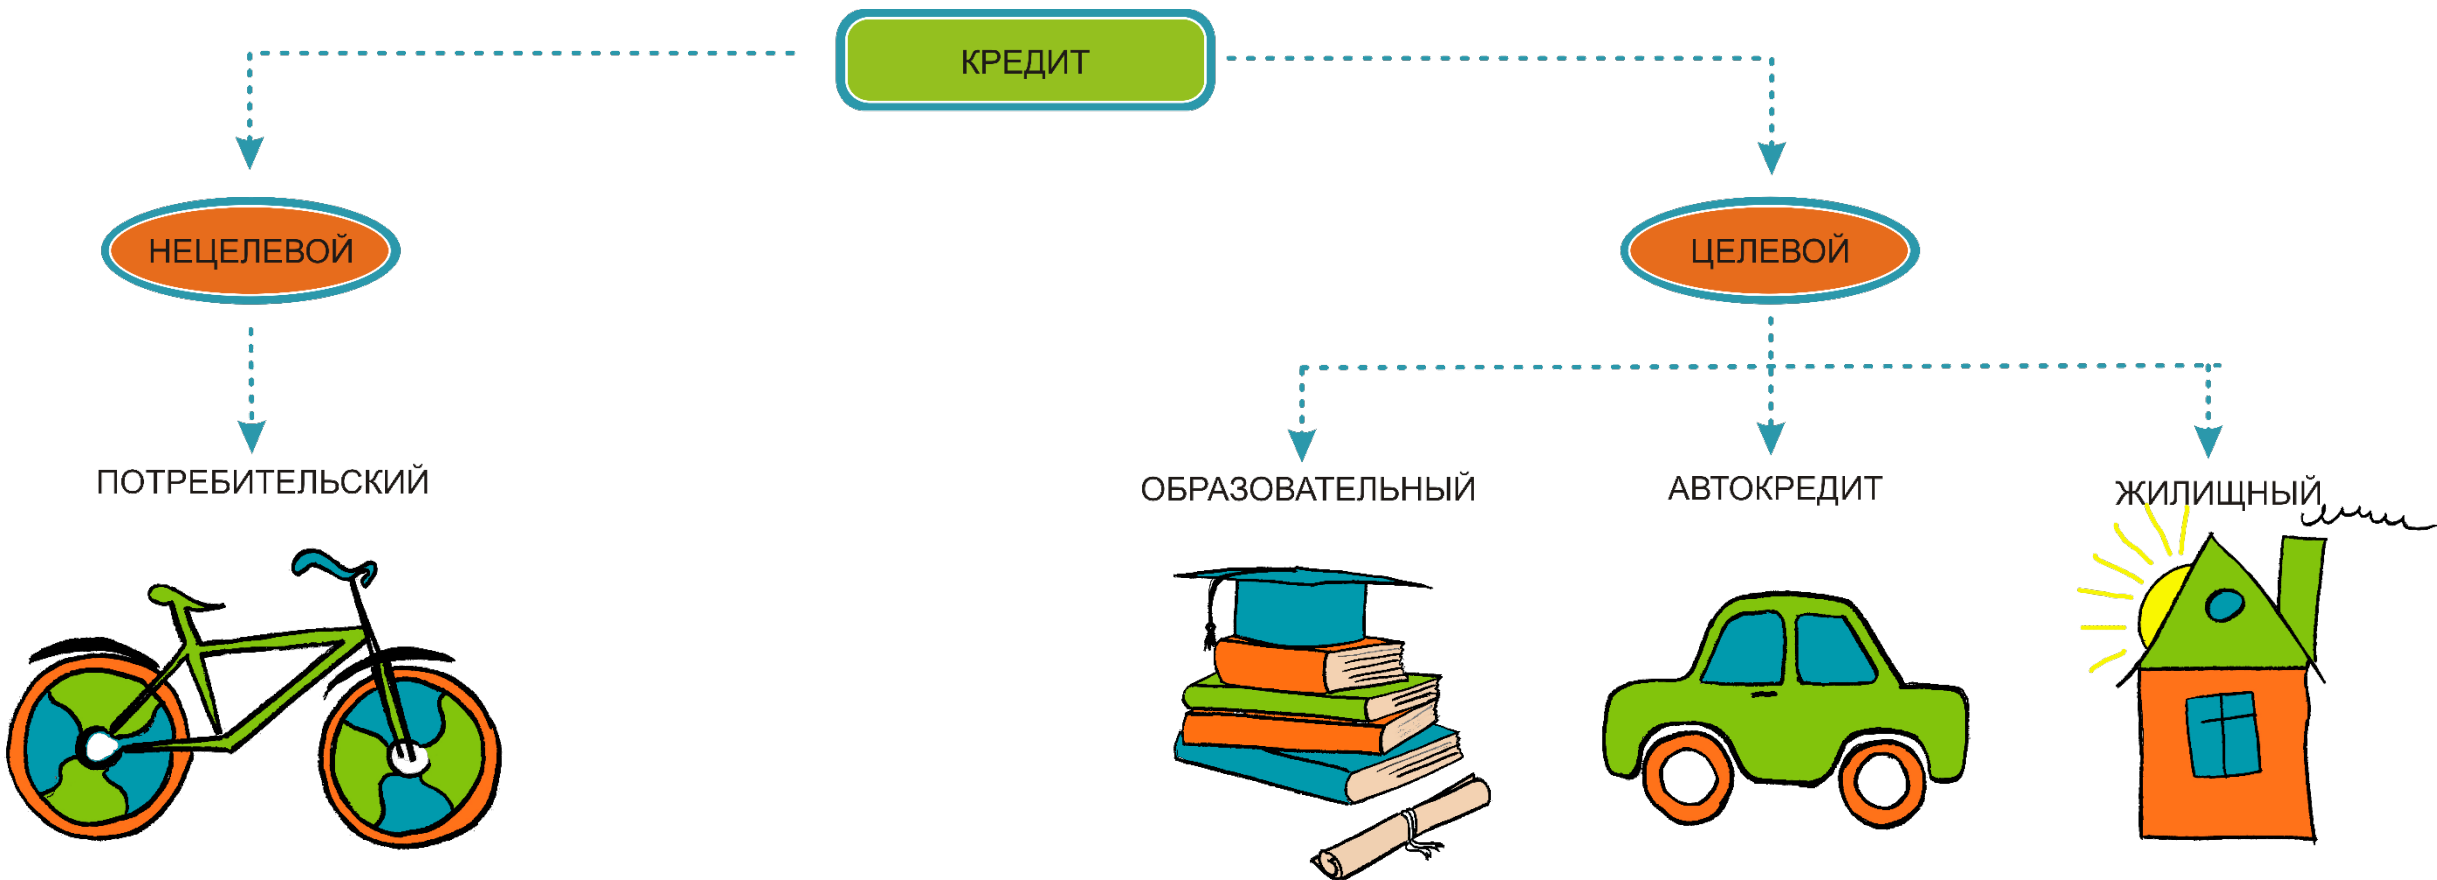 КРЕДИТ
НЕЦЕЛЕВОЙ
ЦЕЛЕВОЙ
ПОТРЕБИТЕЛЬСКИЙ
ОБРАЗОВАТЕЛЬНЫЙ
АВТОКРЕДИТ
ЖИЛИЩНЫЙ